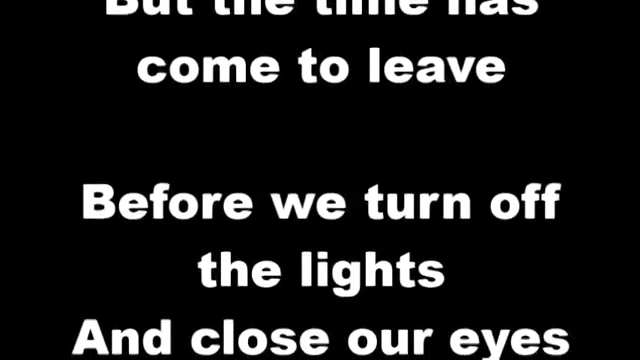 But the time has
come to leave
Before we turn off
the lights
And close our eyes